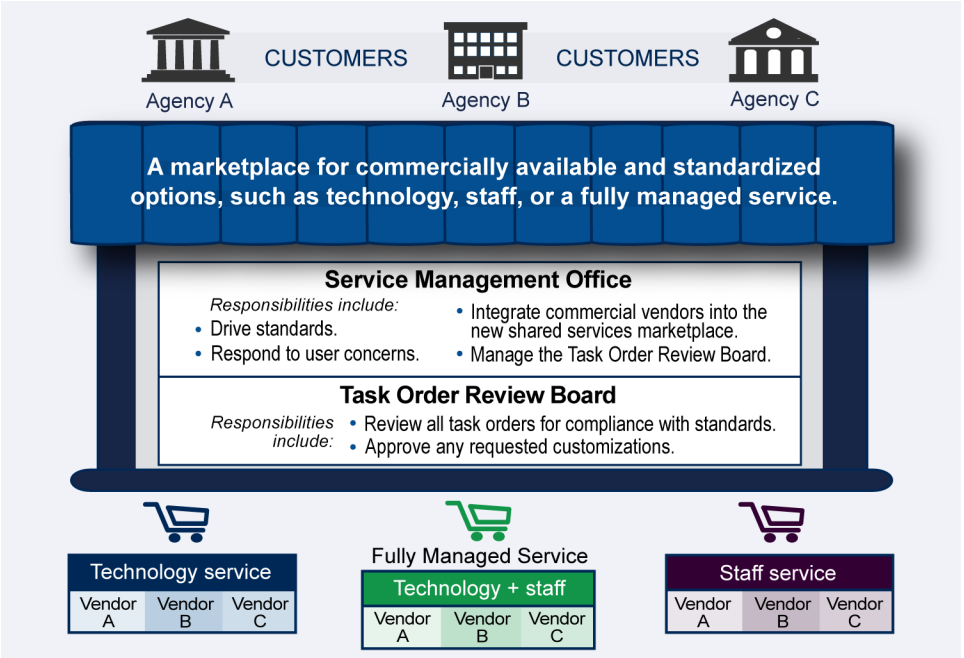 CUSTOMERS
CUSTOMERS
Agency A
Agency B
Agency C
A marketplace for commercially available and standardized
options, such as technology, staff, or a fully managed service.
Service Management Office
Responsibilities include:
• Drive standards.
• Respond to user concerns.
• Integrate commercial vendors into the
new shared services marketplace.
• Manage the Task Order Review Board.
Task Order Review Board
Responsibilities
include:
• Review all task orders for compliance with standards.
• Approve any requested customizations.
Technology service
Vendor
A
Vendor
B
Vendor
C
Fully Managed Service
Technology + staff
Vendor
A
Vendor
B
Vendor
C
Staff service
Vendor
A
Vendor
B
Vendor
C